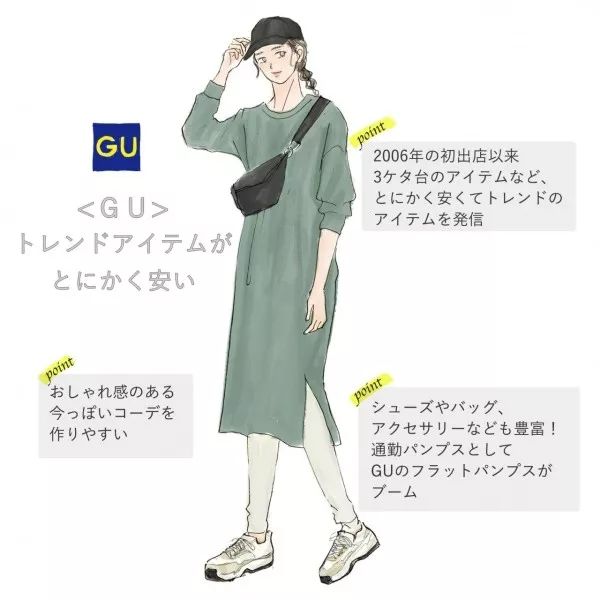 GU
<GU>
トレンドアイテムが
とにかく安い
point
2006年の初出店以来
3ケタ台のアイテムなど、
とにかく安くてトレンドの
アイテムを発信
point
おしゃれ感のある
今っぽいコーデを
作りやすい
point
シューズやバッグ、
アクセサリーなども豊富！
通勤パンプスとして
GUのフラットパンプスが
ブーム